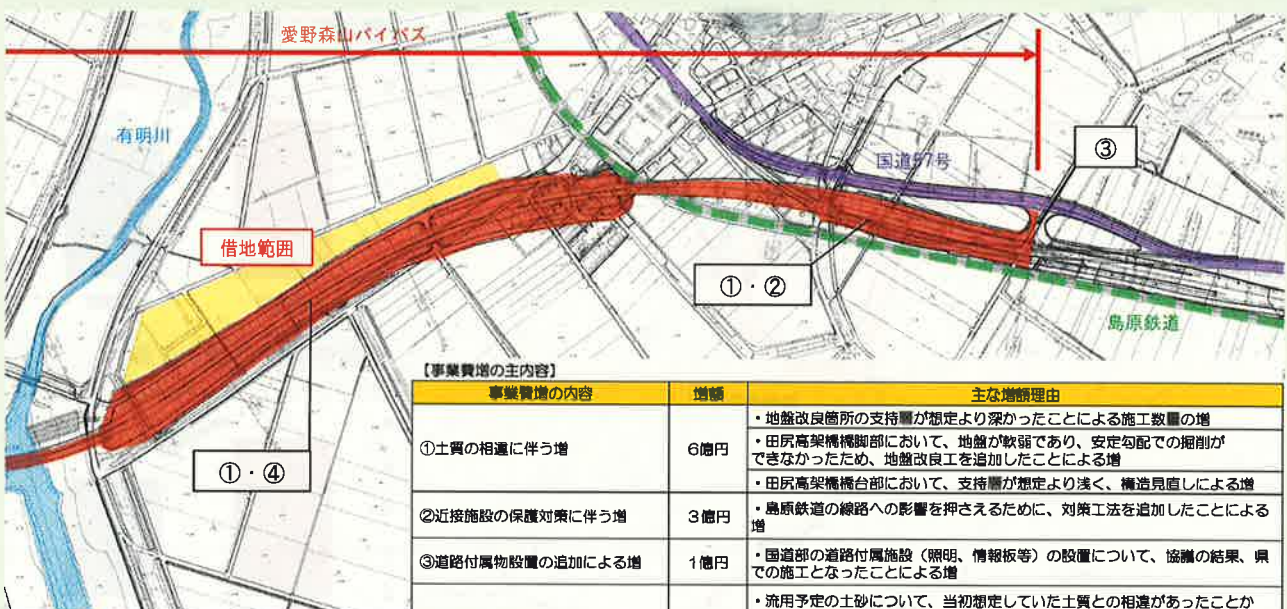 愛野森山バイパス
有明川
国道57号
③
借地範囲
①・②
島原鉄道
①・④
【事業費増の主内容】
事業費増の内容 増額 主な増額理由
①土質の相違に伴う増 6億円
・地盤改良箇所の支持層が想定より深かったことによる施工数量の増
・田尻高架橋橋脚部において、地盤が軟弱であり、安定勾配での掘削が
できなかったため、地盤改良工を追加したことによる増
・田尻高架橋橋台部において、支持層が想定より浅く、構造見直しによる増
②近接施設の保護対策に伴う増 3億円
・島原鉄道の線路への影響を押さえるために、対策工法を追加したことによる
増
③道路付属物設置の追加による増 1億円
・国道部の道路付属施設（照明、情報板等）の設置について、協議の結果、県
での施工となったことによる増
・流用予定の土砂について、当初想定していた土質との相違があったことか